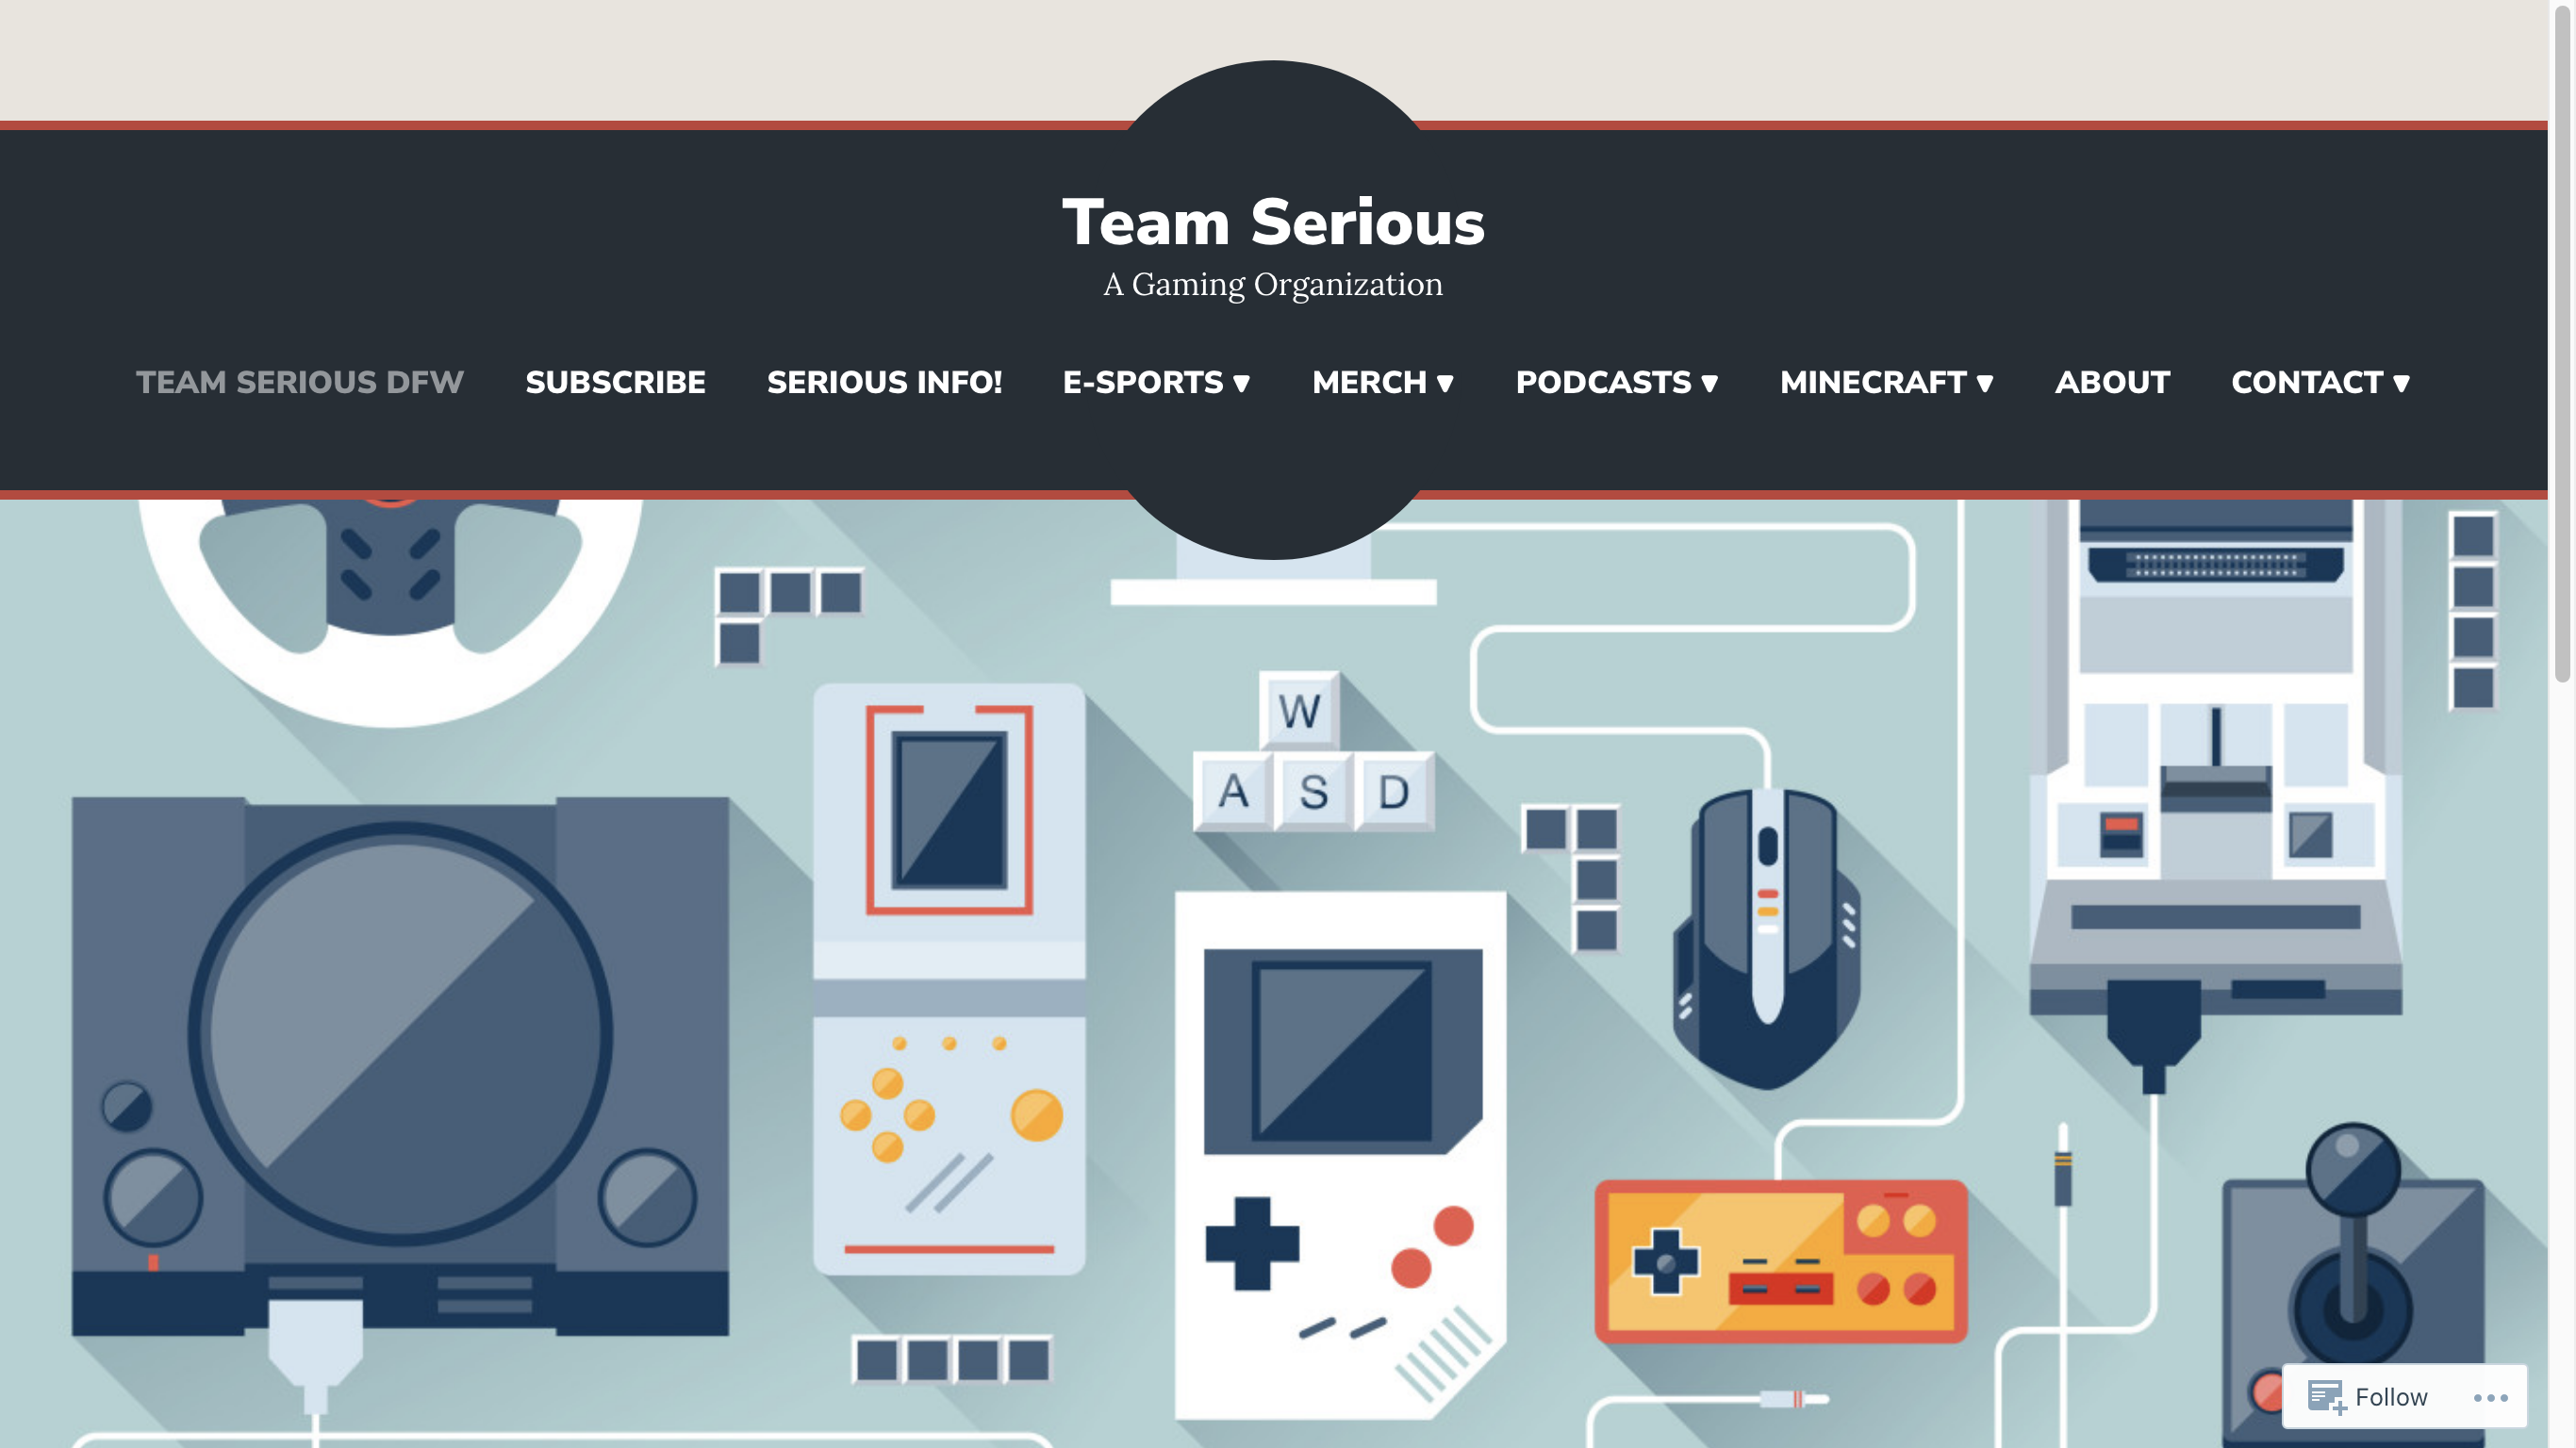 Team Serious
A Gaming Organization
TEAM SERIOUS DFW SUBSCRIBE SERIOUS INFO! E-SPORTS MERCH PODCASTS MINECRAFT ABOUT CONTACT
W
A S D
Follow